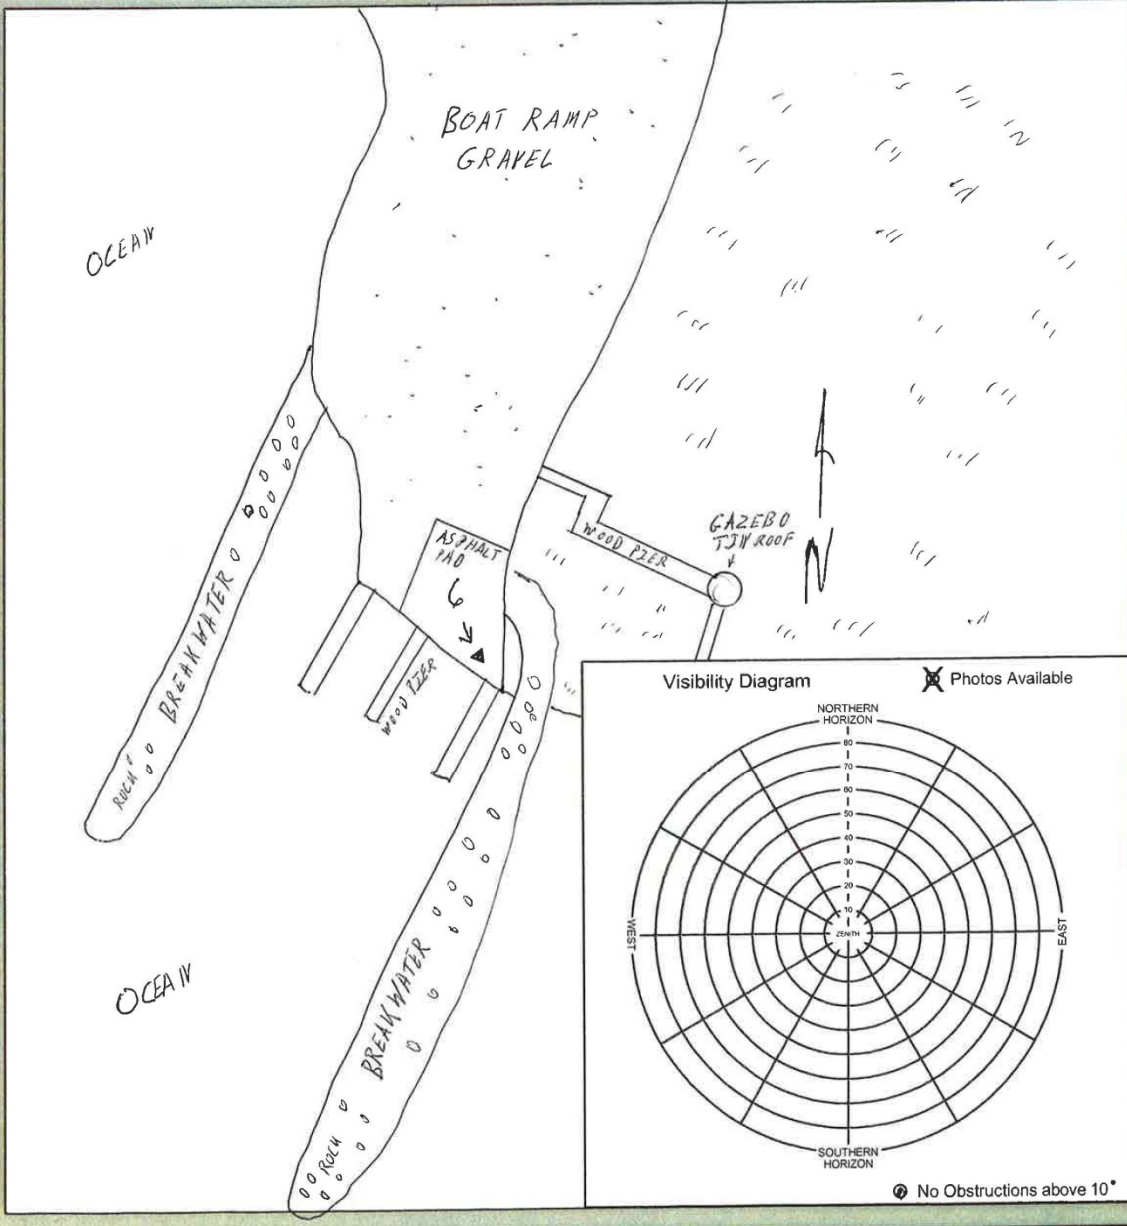 BOAT RAMP
GRAVEL
OCEAN
ASPHALT
PAD
WOOD PIER
GAZEBO
TIN ROOF
N
BREAKWATER
ROCK
WOOD PIER
OCEAN
BREAKWATER
ROCK
Visibility Diagram
Photos Available
NORTHERN
HORIZON
80
70
60
50
40
30
20
10
ZENITH
WEST
EAST
SOUTHERN
HORIZON
No Obstructions above 10°